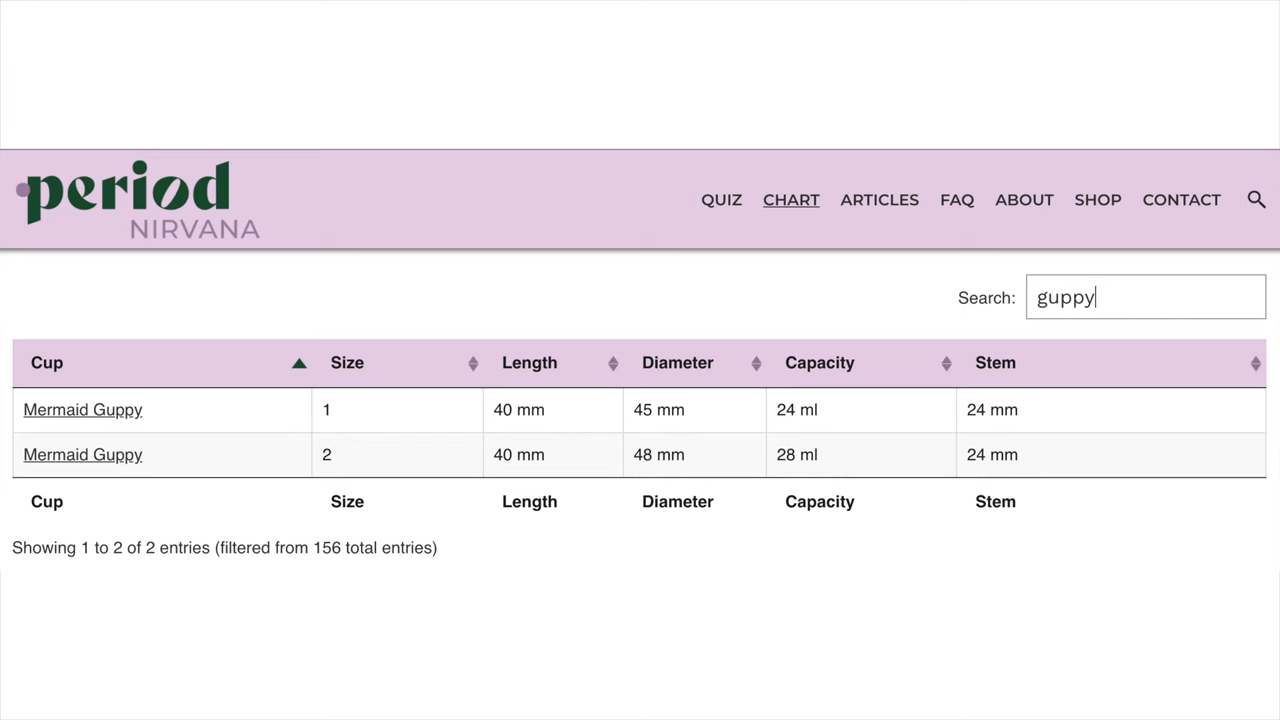 period
NIRVANA
QUIZ CHART ARTICLES FAQ ABOUT SHOP CONTACT
Search: guppy
Cup Size Length Diameter Capacity Stem
Mermaid Guppy 1 40 mm 45 mm 24 ml 24 mm
Mermaid Guppy 2 40 mm 48 mm 28 ml 24 mm
Cup Size Length Diameter Capacity Stem
Showing 1 to 2 of 2 entries (filtered from 156 total entries)